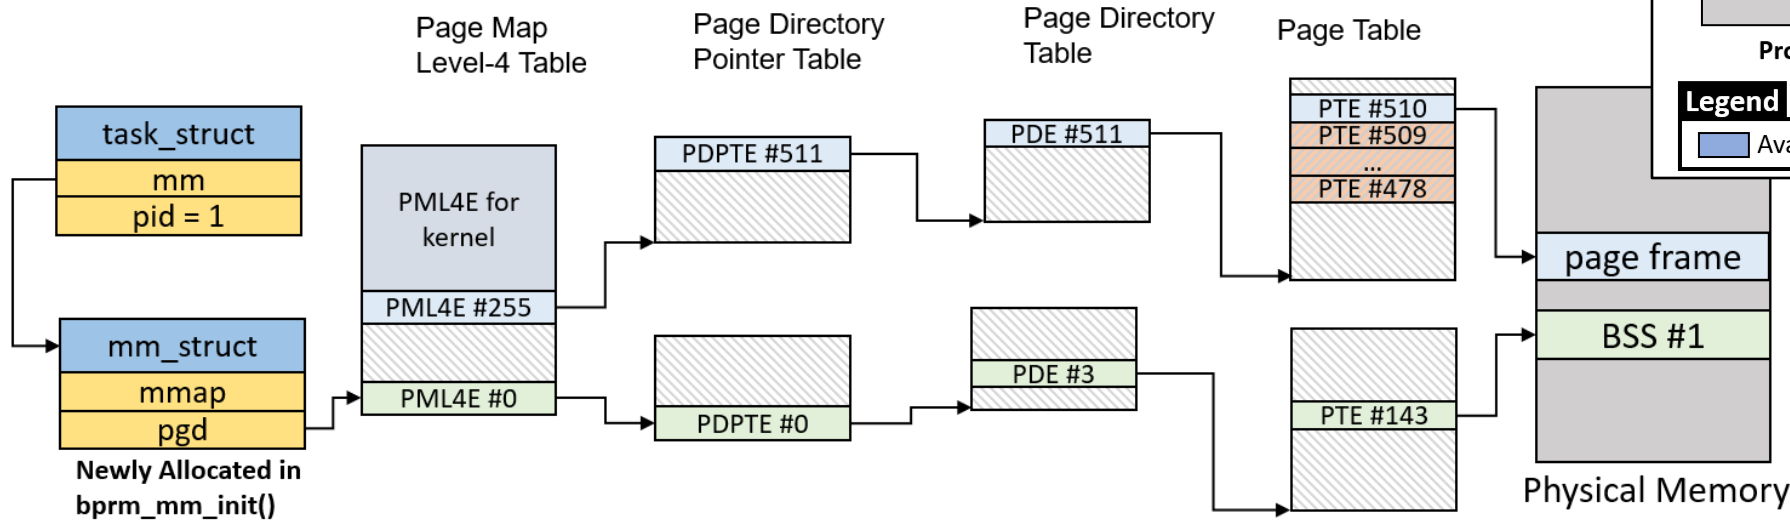 Page Map
Level-4 Table
Page Directory
Pointer Table
Page Directory
Table
Page Table
task_struct
mm
pid = 1
mm_struct
mmap
pgd
Newly Allocated in
bprm_mm_init()
PML4E for
kernel
PML4E #255
PML4E #0
PDPTE #511
PDPTE #0
PDE #511
PDE #3
PTE #510
PTE #509
...
PTE #478
PTE #143
Legend
page frame
BSS #1
Physical Memory